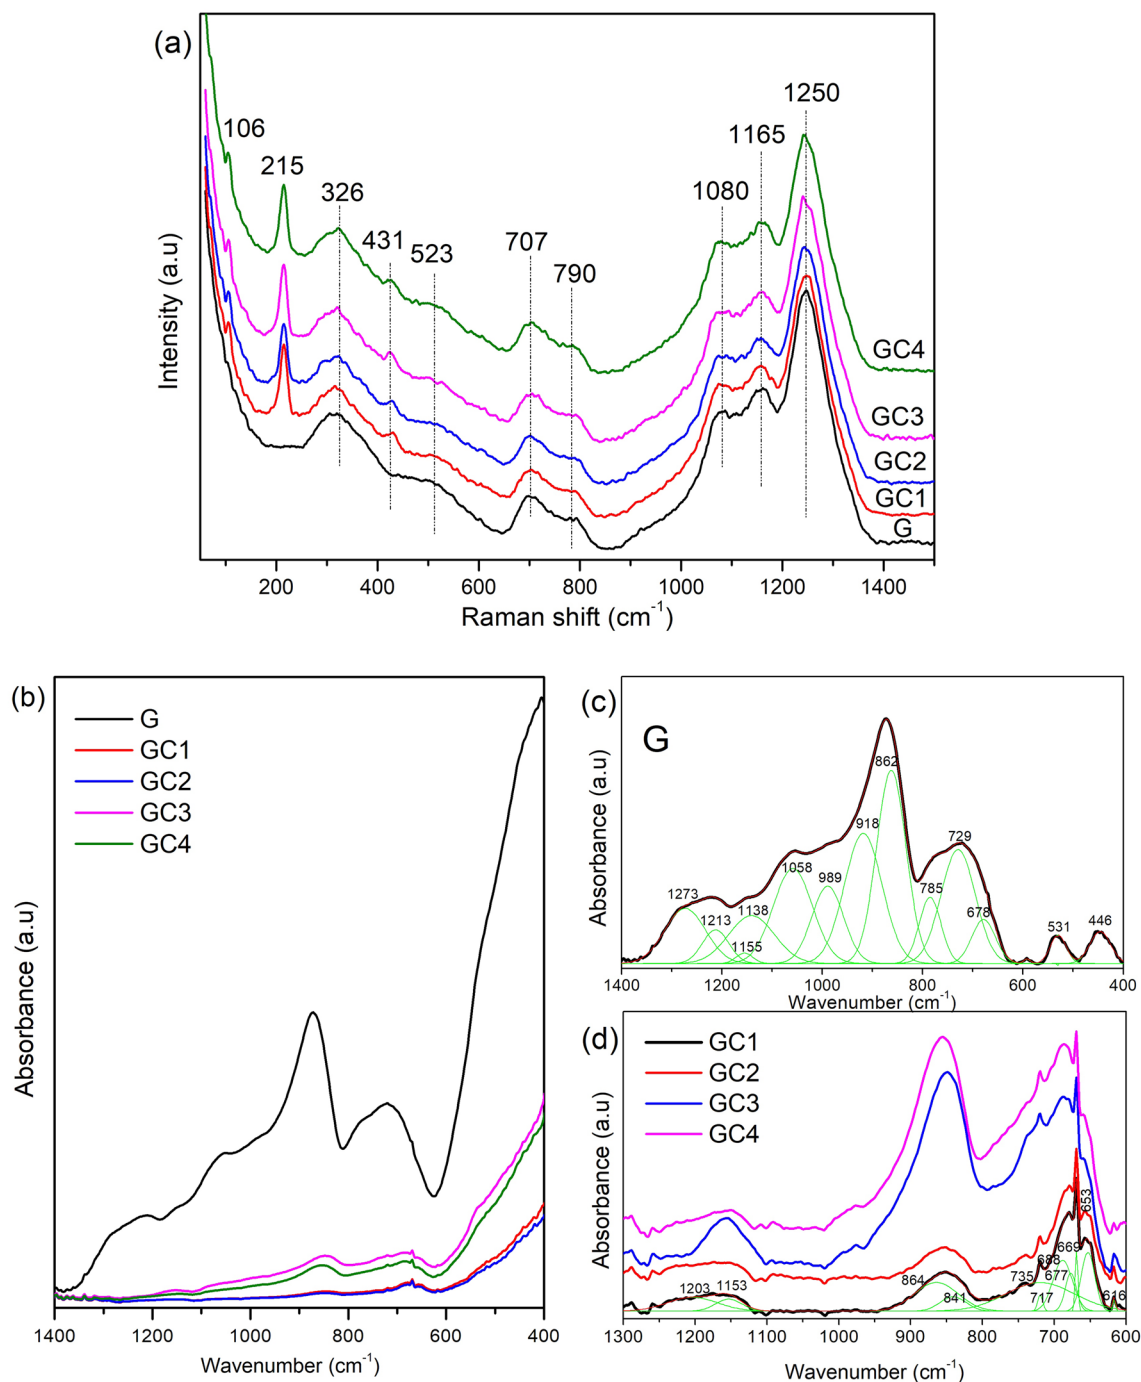 (a)
106
215
326
431
523
707
790
1080
1165
1250
GC4
GC3
GC2
GC1
G
Intensity (a.u)
200 400 600 800 1000 1200 1400
Raman shift (cm⁻¹)
(b)
G
GC1
GC2
GC3
GC4
Absorbance (a.u)
1400 1200 1000 800 600 400
Wavenumber (cm⁻¹)
(c)
G
1273
1213
1155
1138
1058
989
918
862
785
729
678
531
446
Absorbance (a.u)
1400 1200 1000 800 600 400
Wavenumber (cm⁻¹)
(d)
GC1
GC2
GC3
GC4
1203
1153
864
841
735
717
688
677
669
653
616
Absorbance (a.u)
1300 1200 1100 1000 900 800 700 600
Wavenumber (cm⁻¹)